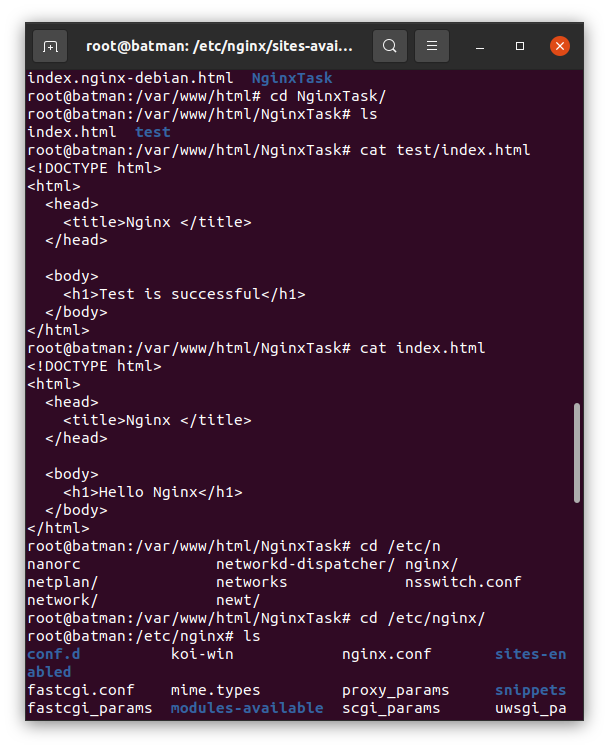 root@batman: /etc/nginx/sites-avai...
index.nginx-debian.html  NginxTask
root@batman:/var/www/html# cd NginxTask/
root@batman:/var/www/html/NginxTask# ls
index.html  test
root@batman:/var/www/html/NginxTask# cat test/index.html
<!DOCTYPE html>
<html>
  <head>
    <title>Nginx </title>
  </head>

  <body>
    <h1>Test is successful</h1>
  </body>
</html>
root@batman:/var/www/html/NginxTask# cat index.html
<!DOCTYPE html>
<html>
  <head>
    <title>Nginx </title>
  </head>

  <body>
    <h1>Hello Nginx</h1>
  </body>
</html>
root@batman:/var/www/html/NginxTask# cd /etc/n
nanorc               networkd-dispatcher/ nginx/
netplan/             networks             nsswitch.conf
network/             newt/
root@batman:/var/www/html/NginxTask# cd /etc/nginx/
root@batman:/etc/nginx# ls
conf.d          koi-win            nginx.conf       sites-en
abled
fastcgi.conf    mime.types         proxy_params     snippets
fastcgi_params  modules-available  scgi_params      uwsgi_pa